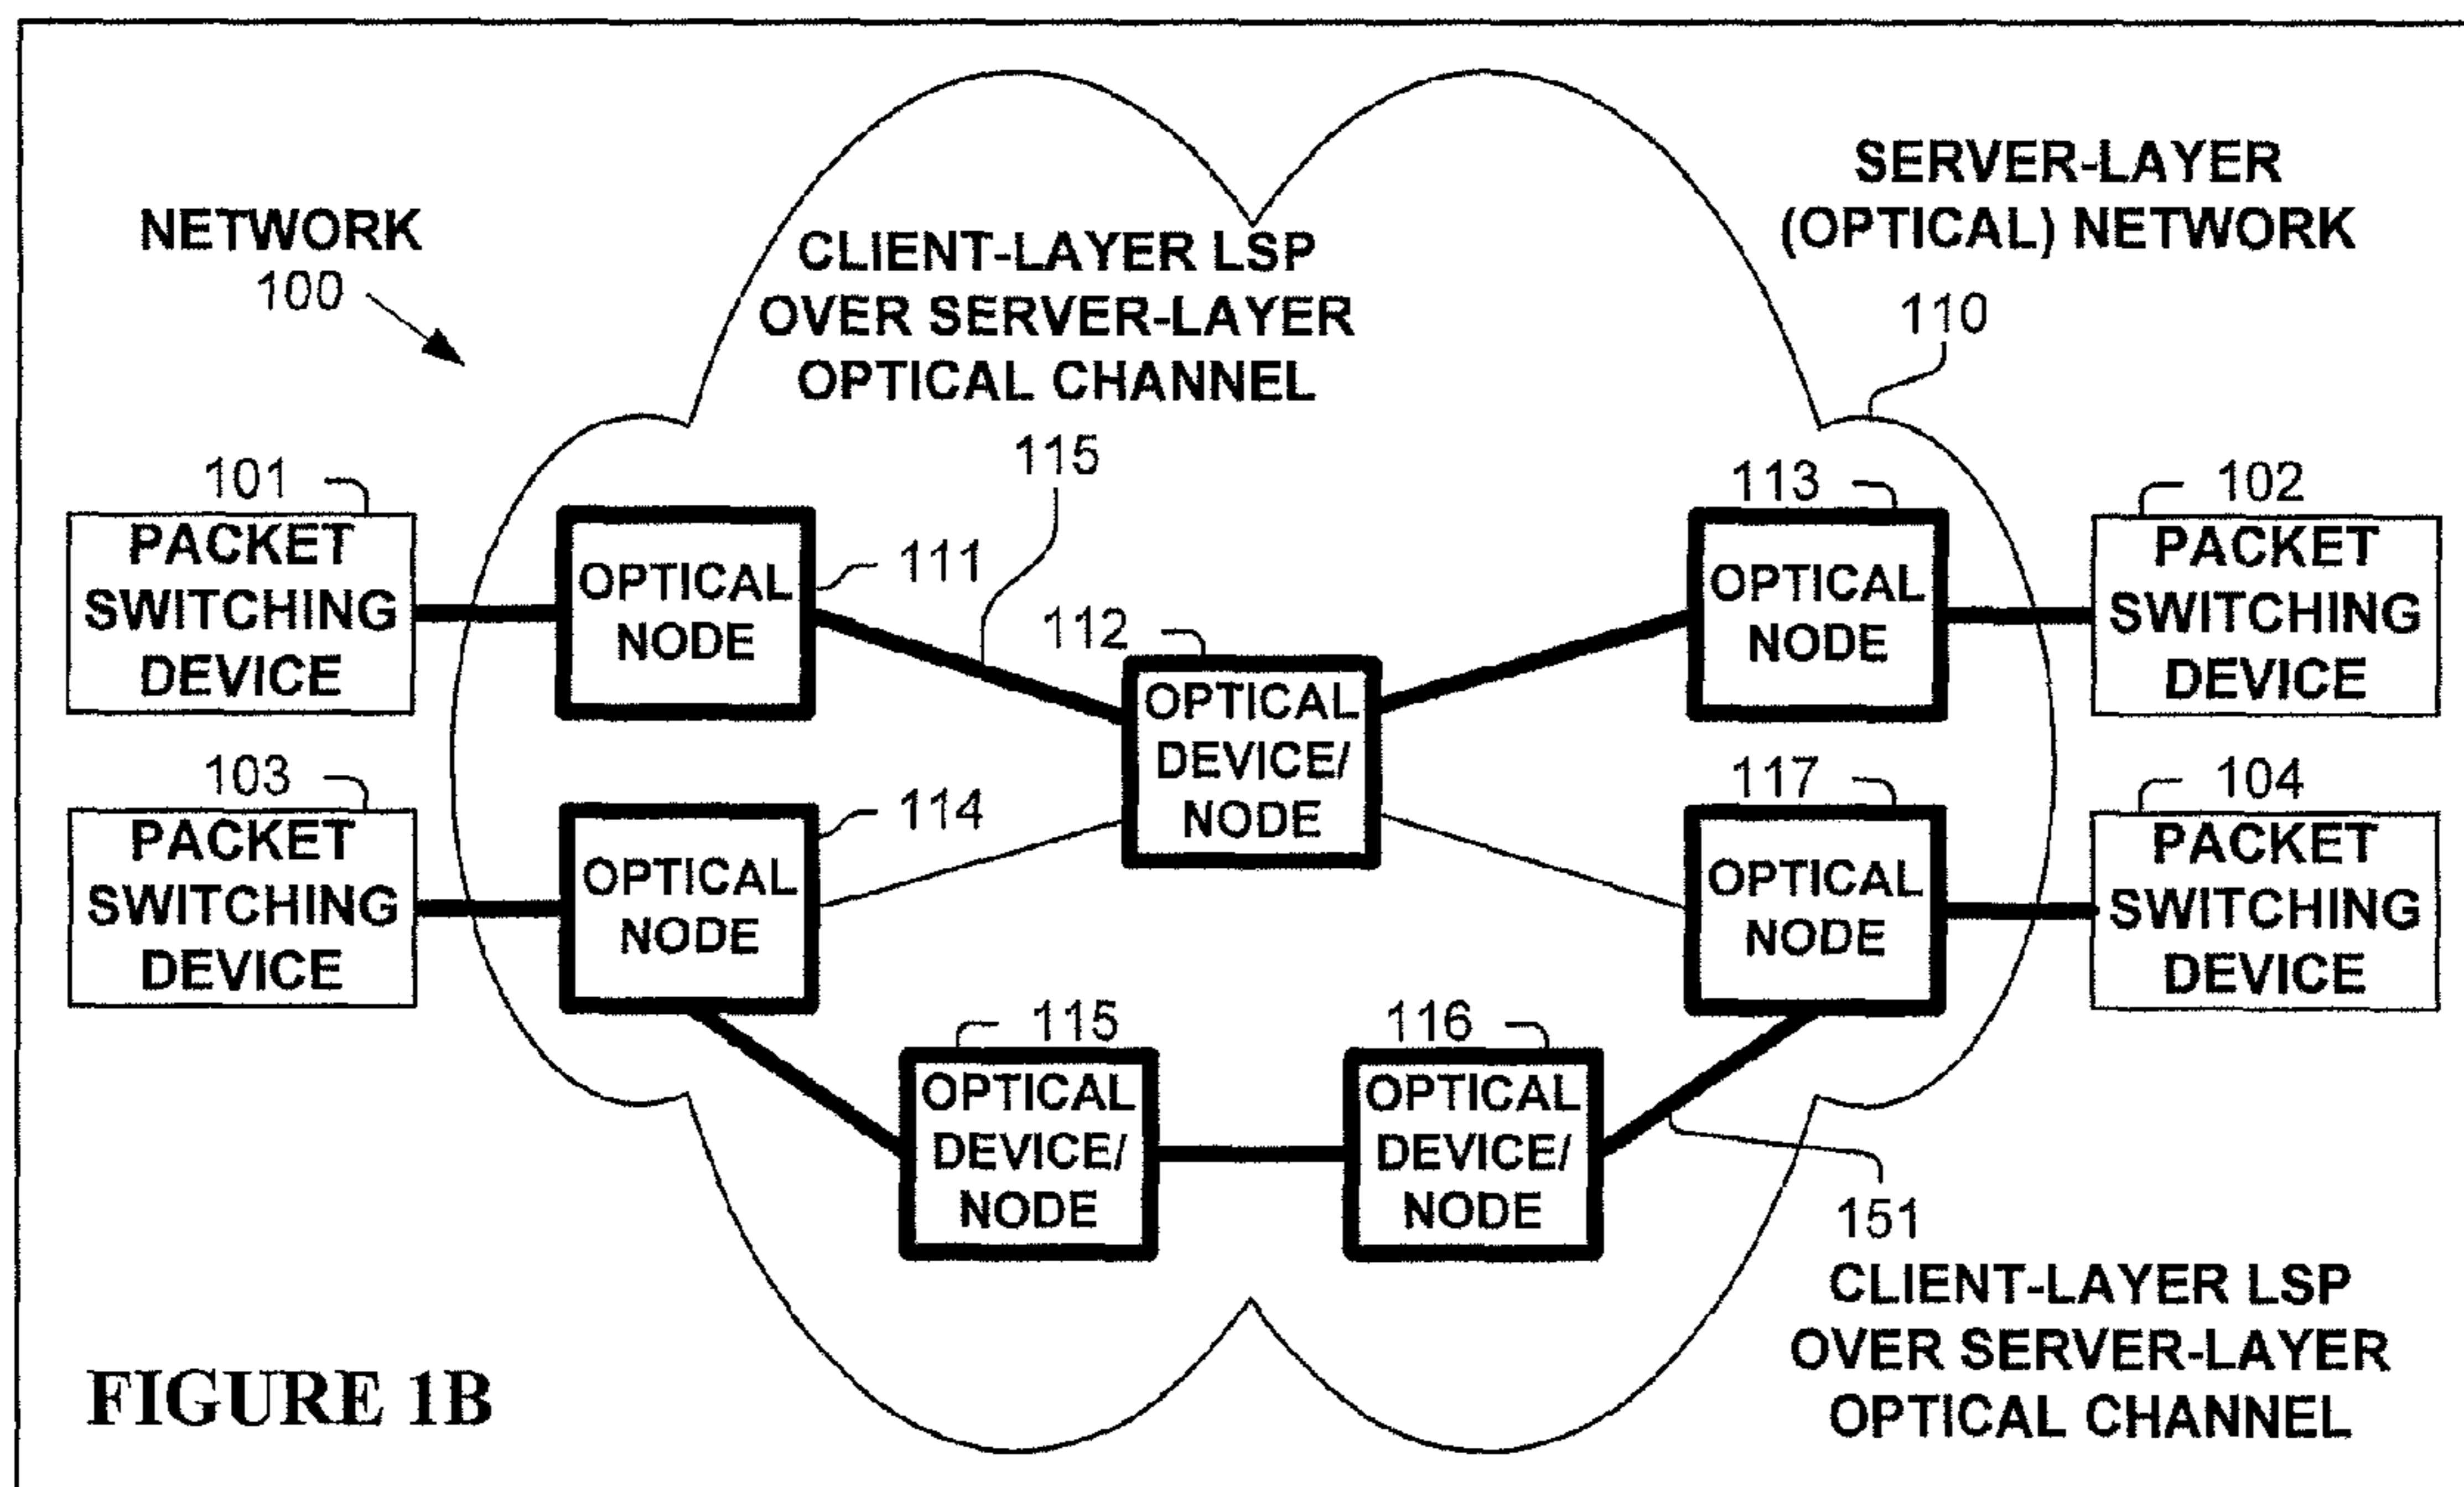 NETWORK
100
CLIENT-LAYER LSP
OVER SERVER-LAYER
OPTICAL CHANNEL
115
SERVER-LAYER
(OPTICAL) NETWORK
110
101
PACKET
SWITCHING
DEVICE
OPTICAL
NODE
111
112
OPTICAL
DEVICE/
NODE
113
OPTICAL
NODE
102
PACKET
SWITCHING
DEVICE
103
PACKET
SWITCHING
DEVICE
114
OPTICAL
NODE
117
OPTICAL
NODE
104
PACKET
SWITCHING
DEVICE
115
OPTICAL
DEVICE/
NODE
116
OPTICAL
DEVICE/
NODE
151
CLIENT-LAYER LSP
OVER SERVER-LAYER
OPTICAL CHANNEL
FIGURE 1B